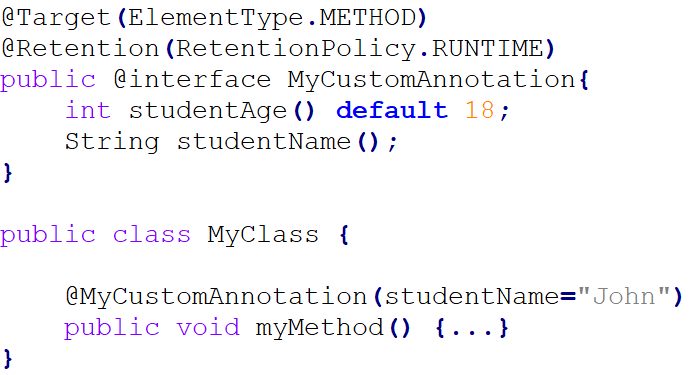 @Target(ElementType.METHOD)
@Retention(RetentionPolicy.RUNTIME)
public @interface MyCustomAnnotation{
    int studentAge() default 18;
    String studentName();
}

public class MyClass {

    @MyCustomAnnotation(studentName="John")
    public void myMethod() {...}
}